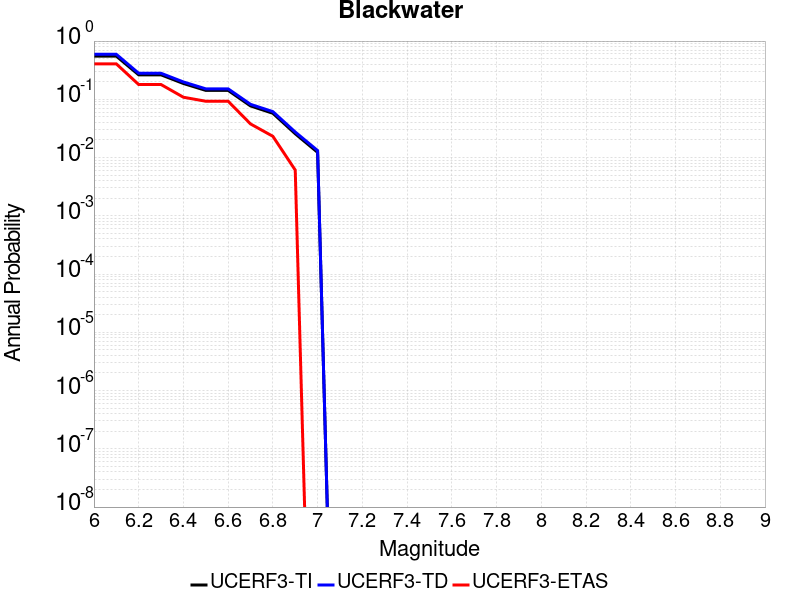 Blackwater
10^0
10^-1
10^-2
10^-3
10^-4
10^-5
10^-6
10^-7
10^-8
Annual Probability
6 6.2 6.4 6.6 6.8 7 7.2 7.4 7.6 7.8 8 8.2 8.4 8.6 8.8 9
Magnitude
UCERF3-TI UCERF3-TD UCERF3-ETAS